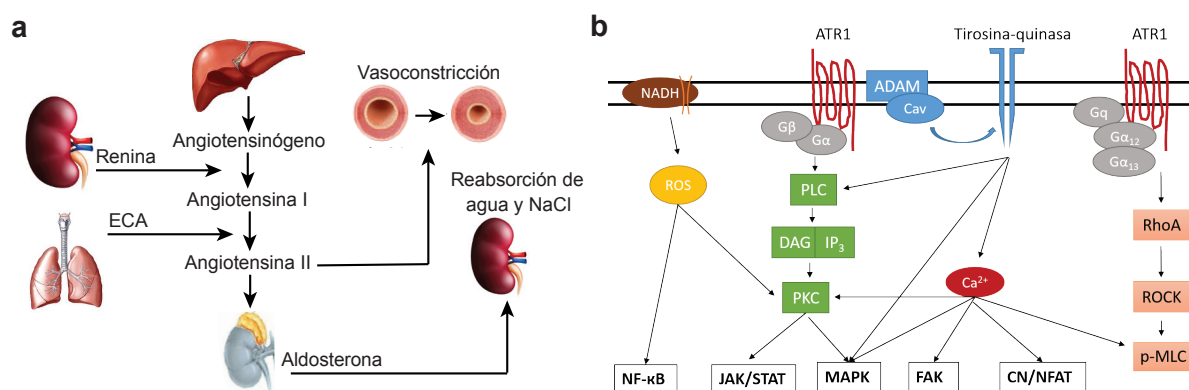 a
Angiotensinógeno
Renina
Angiotensina I
ECA
Angiotensina II
Aldosterona
Vasoconstricción
Reabsorción de
agua y NaCl
b
ATR1
Tirosina-quinasa
ATR1
NADH
ADAM
Cav
Gβ
Gα
Gq
Gα12
Gα13
ROS
PLC
DAG
IP3
PKC
Ca2+
RhoA
ROCK
p-MLC
NF-κB
JAK/STAT
MAPK
FAK
CN/NFAT